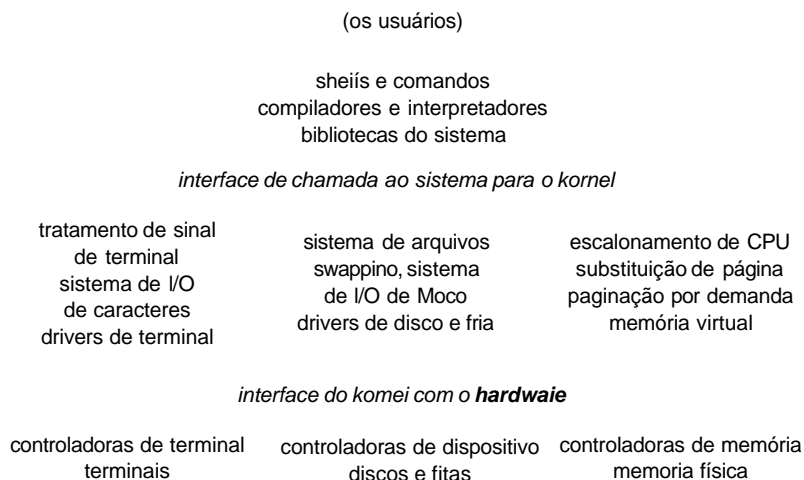 (os usuários)
sheiís e comandos
compiladores e interpretadores
bibliotecas do sistema
interface de chamada ao sistema para o kornel
tratamento de sinal
de terminal
sistema de I/O
de caracteres
drivers de terminal
sistema de arquivos
swappino, sistema
de I/O de Moco
drivers de disco e fria
escalonamento de CPU
substituição de página
paginação por demanda
memória virtual
interface do komei com o hardwaie
controladoras de terminal
terminais
controladoras de dispositivo
discos e fitas
controladoras de memória
memoria física